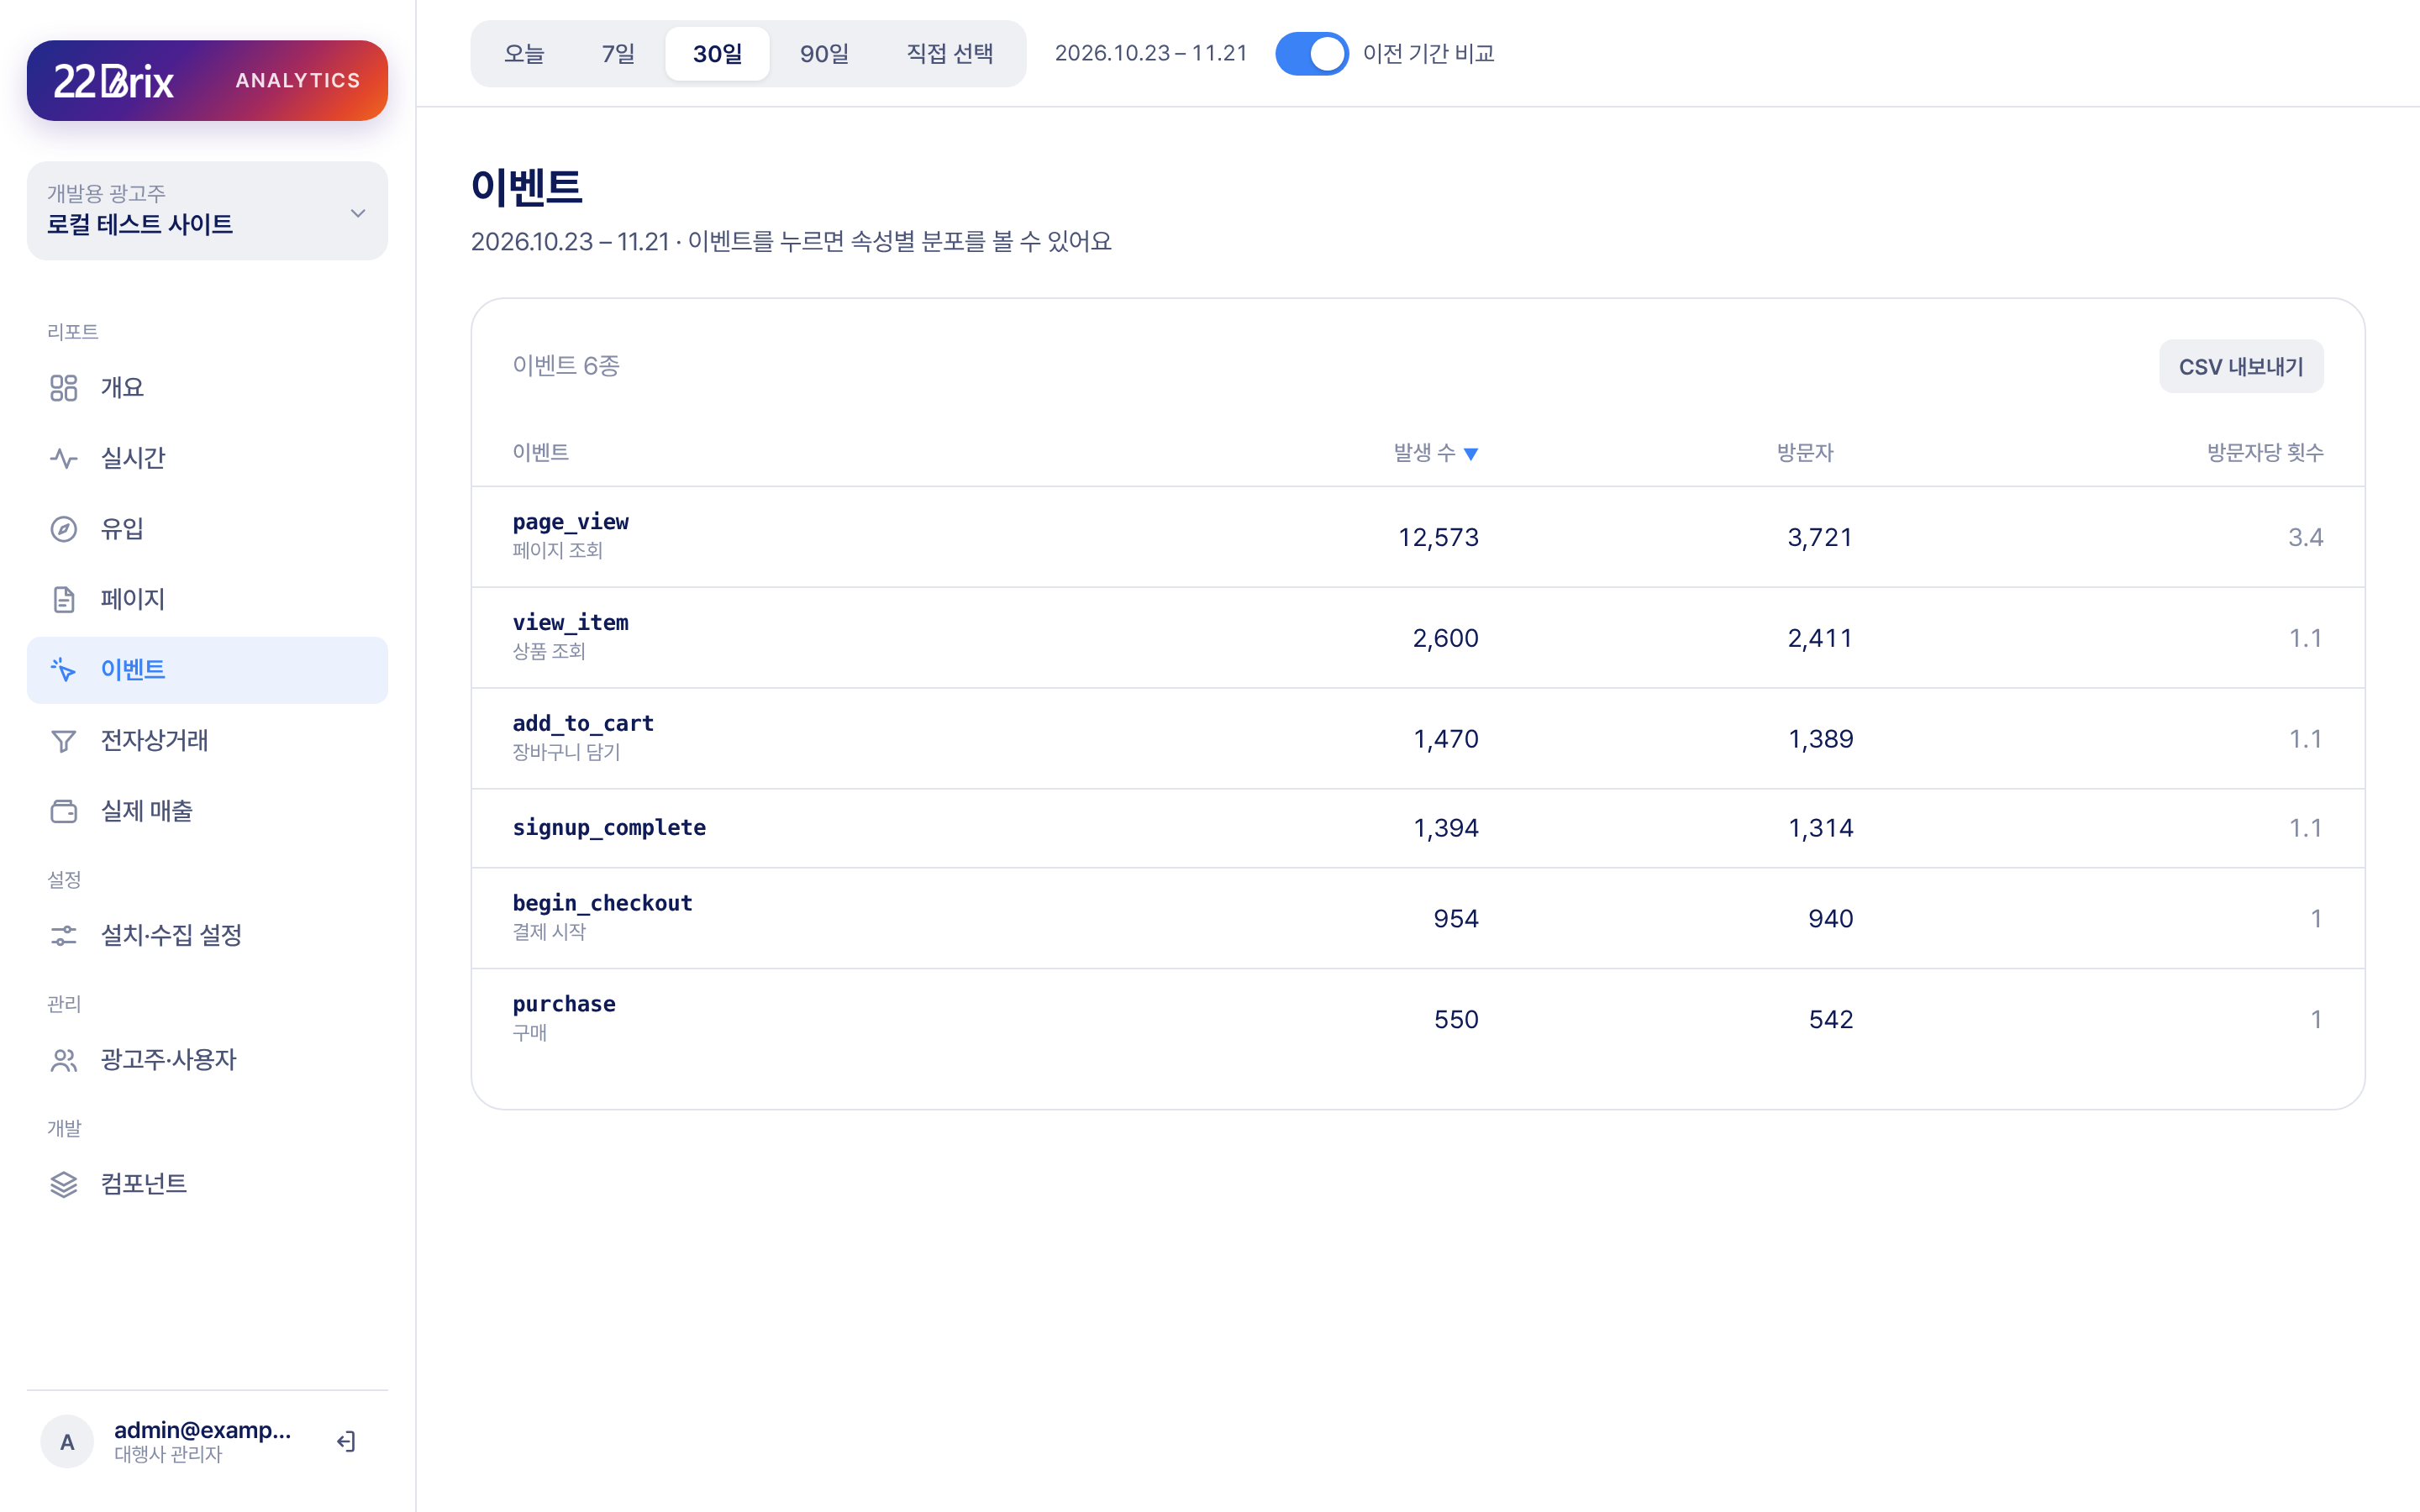 22Brix ANALYTICS
개발용 광고주
로컬 테스트 사이트
리포트
개요
실시간
유입
페이지
이벤트
전자상거래
실제 매출
설정
설치·수집 설정
관리
광고주·사용자
개발
컴포넌트
A
admin@examp...
대행사 관리자
오늘 7일 30일 90일 직접 선택 2026.10.23 – 11.21 이전 기간 비교
이벤트
2026.10.23 – 11.21 · 이벤트를 누르면 속성별 분포를 볼 수 있어요
이벤트 6종 CSV 내보내기
이벤트 발생 수 ▼ 방문자 방문자당 횟수
page_view 12,573 3,721 3.4
페이지 조회
view_item 2,600 2,411 1.1
상품 조회
add_to_cart 1,470 1,389 1.1
장바구니 담기
signup_complete 1,394 1,314 1.1
begin_checkout 954 940 1
결제 시작
purchase 550 542 1
구매